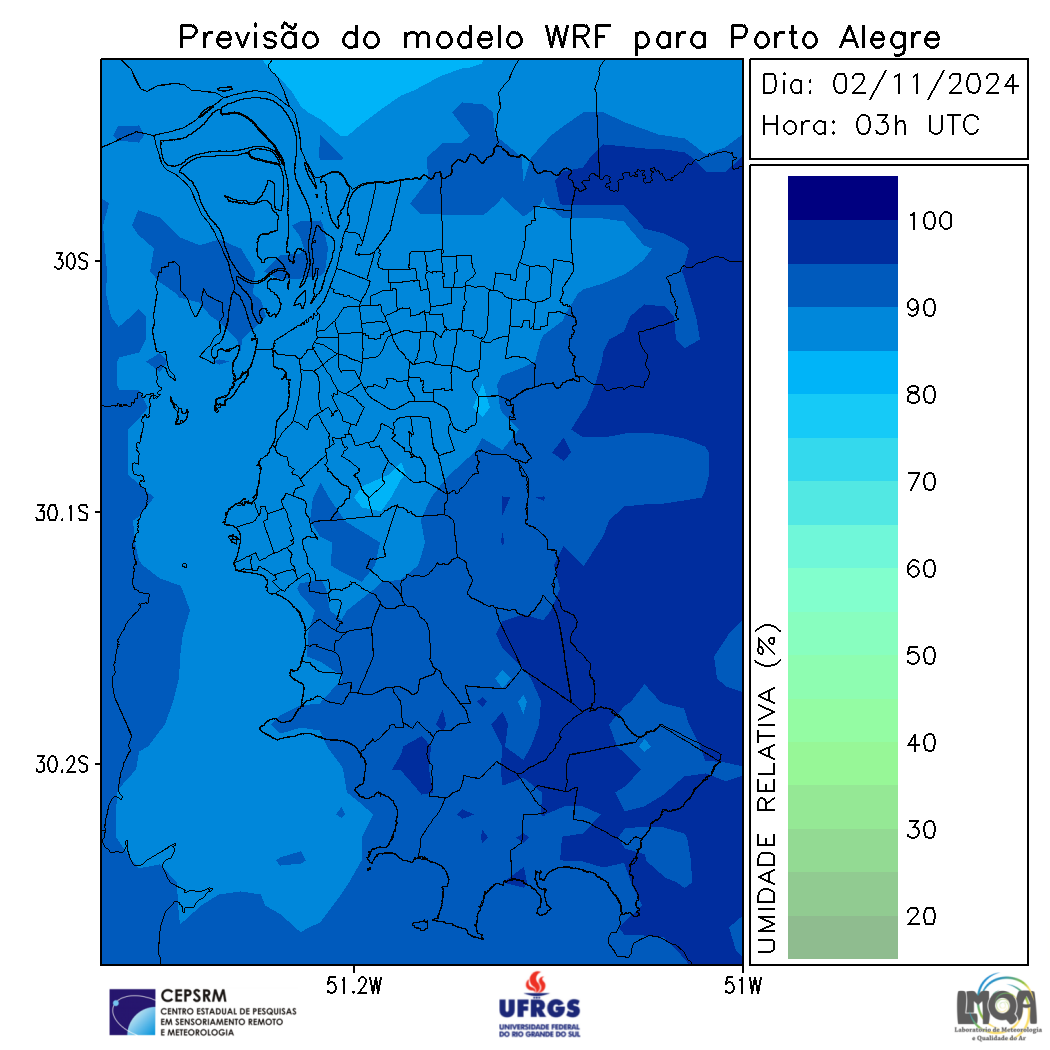 Previsão do modelo WRF para Porto Alegre
Dia: 02/11/2024
Hora: 03h UTC
30S
30.1S
30.2S
51.2W
51W
UMIDADE RELATIVA (%)
100
90
80
70
60
50
40
30
20
CEPSRM
CENTRO ESTADUAL DE PESQUISAS
EM SENSORIAMENTO REMOTO
E METEOROLOGIA
UFRGS
UNIVERSIDADE FEDERAL
DO RIO GRANDE DO SUL
LMQA
Laboratório de Meteorologia
e Qualidade do Ar